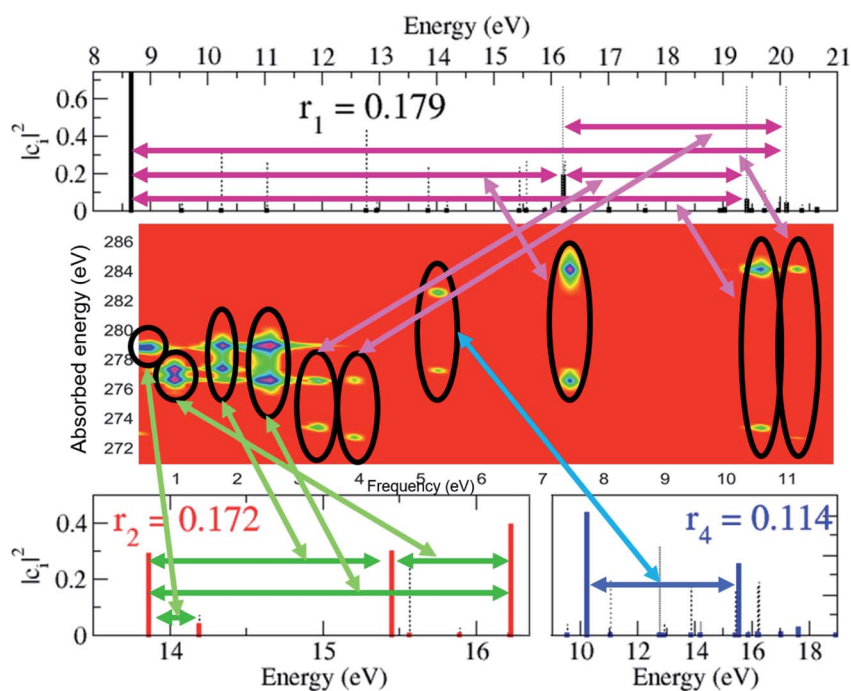 Energy (eV)
8 9 10 11 12 13 14 15 16 17 18 19 20 21
0.6
0.4
0.2
0
|cᵢ|²
r₁ = 0.179
Absorbed energy (eV)
286
284
282
280
278
276
274
272
1 2 3 4 5 6 7 8 9 10 11
Frequency (eV)
0.4
0.2
0
|cᵢ|²
r₂ = 0.172
14 15 16
Energy (eV)
r₄ = 0.114
10 12 14 16 18
Energy (eV)